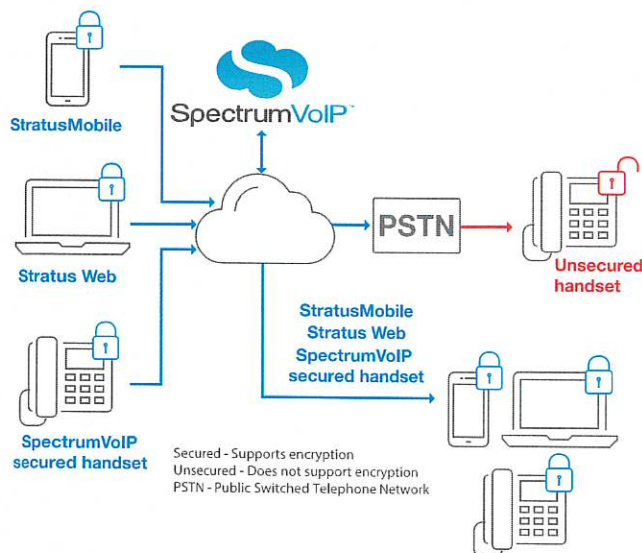 StratusMobile
SpectrumVoIP™
Stratus Web
PSTN
Unsecured
handset
StratusMobile
Stratus Web
SpectrumVoIP
secured handset
SpectrumVoIP
secured handset
Secured - Supports encryption
Unsecured - Does not support encryption
PSTN - Public Switched Telephone Network